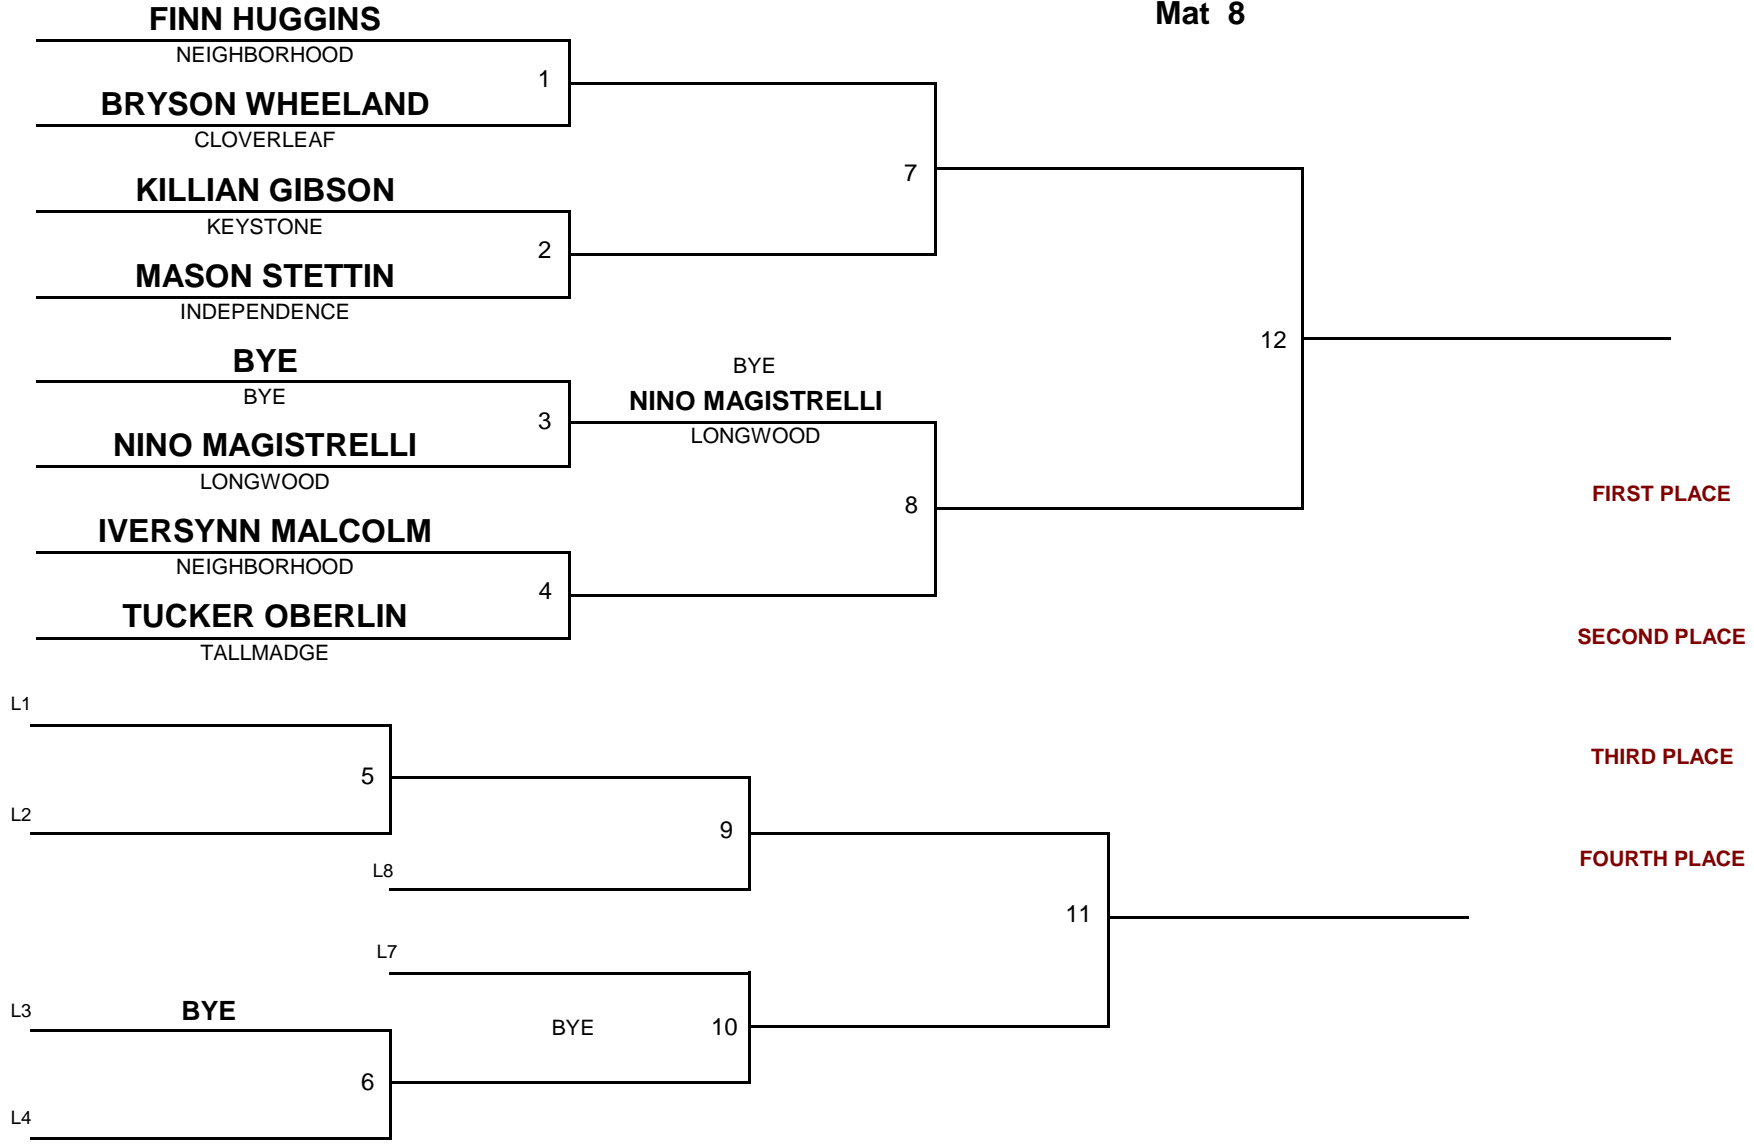 Mat 8
FINN HUGGINS
NEIGHBORHOOD
1
BRYSON WHEELAND
CLOVERLEAF
7
KILLIAN GIBSON
KEYSTONE
2
MASON STETTIN
INDEPENDENCE
12
BYE
BYE
3
BYE
NINO MAGISTRELLI
LONGWOOD
NINO MAGISTRELLI
LONGWOOD
8
FIRST PLACE
IVERSYNN MALCOLM
NEIGHBORHOOD
4
TUCKER OBERLIN
TALLMADGE
SECOND PLACE
L1
5
THIRD PLACE
L2
9
L8
FOURTH PLACE
11
L7
L3
BYE
BYE
10
6
L4